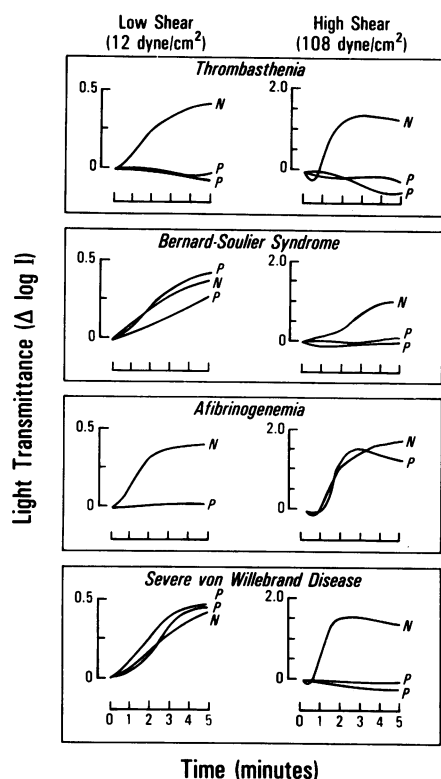 Low Shear High Shear
(12 dyne/cm²) (108 dyne/cm²)
Thrombasthenia
0.5 2.0
N N
0 P 0 P
P P
Bernard-Soulier Syndrome
0.5 P 2.0
N N
P P
0 0 P
Afibrinogenemia
0.5 2.0
N N
P
0 P 0
Severe von Willebrand Disease
0.5 P 2.0
P N
N
0 0 P
P
0 1 2 3 4 5 0 1 2 3 4 5
Time (minutes)
Light Transmittance (Δ log I)